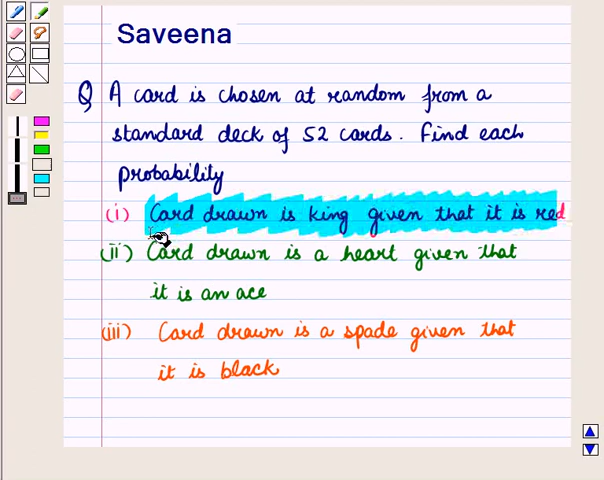 Saveena
Q A card is chosen at random from a
standard deck of 52 cards. Find each
probability
(i) Card drawn is king given that it is red
(ii) Card drawn is a heart given that
it is an ace
(iii) Card drawn is a spade given that
it is black